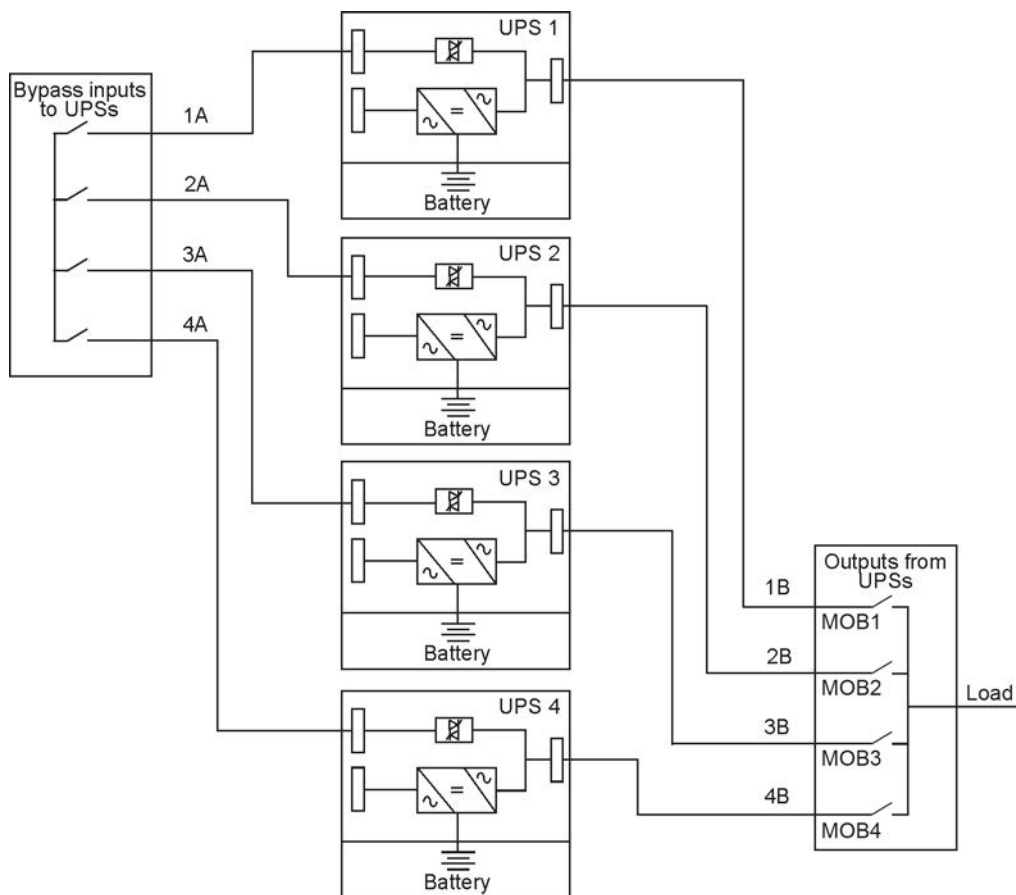 Bypass inputs
to UPSs
1A
2A
3A
4A
UPS 1
Battery
UPS 2
Battery
UPS 3
Battery
UPS 4
Battery
Outputs from
UPSs
1B
MOB1
2B
MOB2
3B
MOB3
4B
MOB4
Load